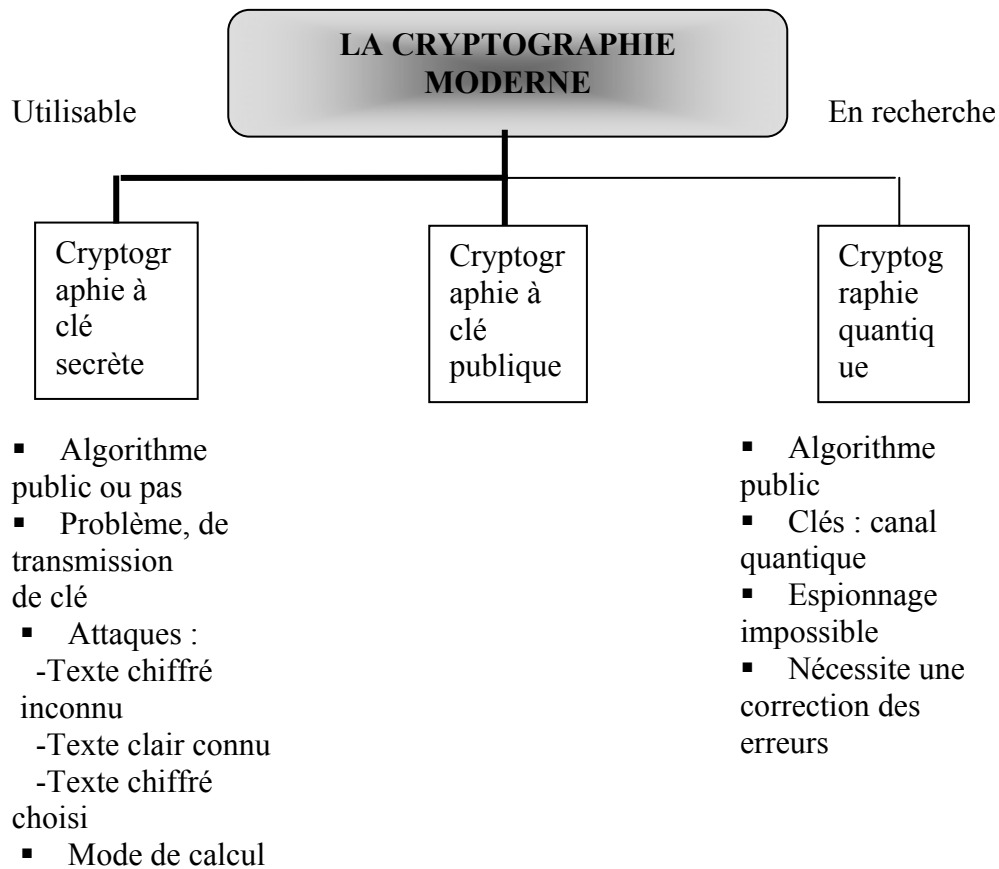 LA CRYPTOGRAPHIE
MODERNE
Utilisable
En recherche
Cryptogr
aphie à
clé
secrète
Cryptogr
aphie à
clé
publique
Cryptog
raphie
quantiq
ue
▪ Algorithme
public ou pas
▪ Problème, de
transmission
de clé
▪ Attaques :
-Texte chiffré
inconnu
-Texte clair connu
-Texte chiffré
choisi
▪ Mode de calcul
▪ Algorithme
public
▪ Clés : canal
quantique
▪ Espionnage
impossible
▪ Nécessite une
correction des
erreurs